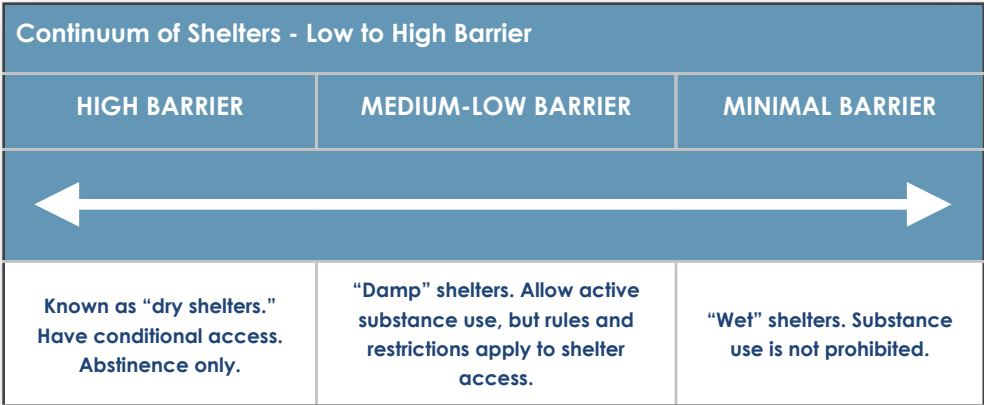 Continuum of Shelters - Low to High Barrier
HIGH BARRIER
MEDIUM-LOW BARRIER
MINIMAL BARRIER
Known as “dry shelters.”
Have conditional access.
Abstinence only.
“Damp” shelters. Allow active
substance use, but rules and
restrictions apply to shelter
access.
“Wet” shelters. Substance
use is not prohibited.